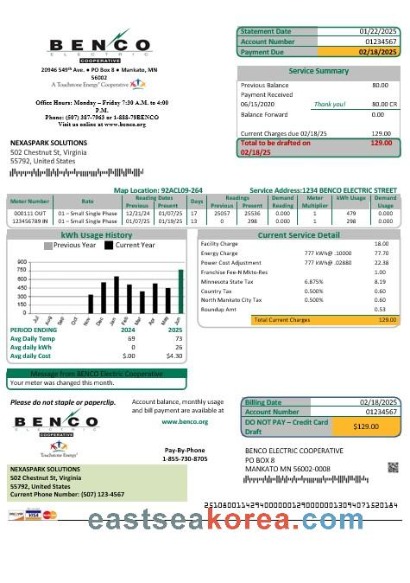 BENCO
ELECTRIC
COOPERATIVE
20946 549th Ave. • PO Box 8 • Mankato, MN
56002
A Touchstone Energy® Cooperative
Office Hours: Monday – Friday 7:30 A.M. to 4:00
P.M.
Phone: (507) 387-7963 or 1-888-79BENCO
Visit us online at www.benco.org
Statement Date 01/22/2025
Account Number 01234567
Payment Due 02/18/2025
Service Summary
Previous Balance 80.00
Payment Received
06/15/2020 Thank you! 80.00 CR
Balance Forward 0.00
Current Charges due 02/18/25 129.00
Total to be drafted on 129.00
02/18/25
NEXASPARK SOLUTIONS
502 Chestnut St, Virginia
55792, United States
Map Location: 92ACL09-264 Service Address:1234 BENCO ELECTRIC STREET
Meter Number Rate Reading Dates Previous Present Days Readings Previous Present Demand Reading Meter Multiplier kWh Usage Demand Usage
000111 OUT 01 – Small Single Phase 12/21/24 01/07/25 17 25057 25536 0.000 1 479 0.000
123456789 IN 01 – Small Single Phase 01/07/25 01/19/25 13 0 298 0.000 1 298 0.000
kWh Usage History
Previous Year Current Year
900
750
600
450
300
150
0
Jul Aug Sep Oct Nov Dec Jan Feb Mar Apr May Jun
PERIOD ENDING 2024 2025
Avg Daily Temp 69 73
Avg Daily kWh 0 26
Avg Daily Cost $.00 $4.30
Current Service Detail
Facility Charge 18.00
Energy Charge 777 kWh@ .10000 77.70
Power Cost Adjustment 777 kWh@ .02880 22.38
Franchise Fee-N Mkto-Res 1.00
Minnesota State Tax 6.875% 8.19
Country Tax 0.500% 0.60
North Mankato City Tax 0.500% 0.60
Roundup Amt 0.53
Total Current Charges 129.00
Message from BENCO Electric Cooperative
Your meter was changed this month.
Please do not staple or paperclip.
Account balance, monthly usage
and bill payment are available at
www.benco.org
BENCO
ELECTRIC
COOPERATIVE
Touchstone Energy®
Pay-By-Phone
1-855-730-8705
Billing Date 02/18/2025
Account Number 01234567
DO NOT PAY – Credit Card
Draft $129.00
NEXASPARK SOLUTIONS
502 Chestnut St, Virginia
55792, United States
Current Phone Number: (507) 123-4567
BENCO ELECTRIC COOPERATIVE
PO BOX 8
MANKATO MN 56002-0008
VISA
eastseakorea.com